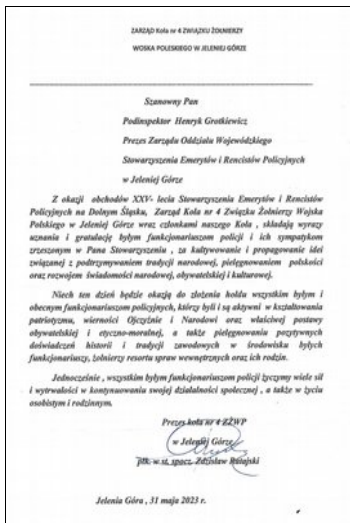 ZARZĄD Koła nr 4 ZWIĄZKU ŻOŁNIERZY
WOSKA POLESKIEGO W JELENIEJ GÓRZE
Szanowny Pan
Podinspektor Henryk Grotkiewicz
Prezes Zarządu Oddziału Wojewódzkiego
Stowarzyszenia Emerytów i Rencistów Policyjnych
w Jeleniej Górze
Z okazji obchodów XXV- lecia Stowarzyszenia Emerytów i Rencistów
Policyjnych na Dolnym Śląsku, Zarząd Koła nr 4 Związku Żołnierzy Wojska
Polskiego w Jeleniej Górze wraz członkami naszego Koła , składają wyrazy
uznania i gratulację byłym funkcjonariuszom policji i ich sympatykom
zrzeszonym w Pana Stowarzyszeniu , za kultywowanie i propagowanie idei
związanej z podtrzymywaniem tradycji narodowej, pielęgnowaniem polskości
oraz rozwojem świadomości narodowej, obywatelskiej i kulturowej.
Niech ten dzień będzie okazją do złożenia hołdu wszystkim byłym i
obecnym funkcjonariuszom policyjnych, którzy byli i są aktywni w kształtowania
patriotyzmu, wierności Ojczyźnie i Narodowi oraz właściwej postawy
obywatelskiej i etyczno-moralnej, a także pielęgnowaniu pozytywnych
doświadczeń historii i tradycji zawodowych w środowisku byłych
funkcjonariuszy, żołnierzy resortu spraw wewnętrznych oraz ich rodzin.
Jednocześnie , wszystkim byłym funkcjonariuszom policji życzymy wiele sił
i wytrwałości w kontynuowaniu swojej działalności społecznej , a także w życiu
osobistym i rodzinnym.
Prezes koła nr 4 ZŻWP
w Jeleniej Górze
płk. w st. spocz. Zdzisław Ratajski
Jelenia Góra , 31 maja 2023 r.